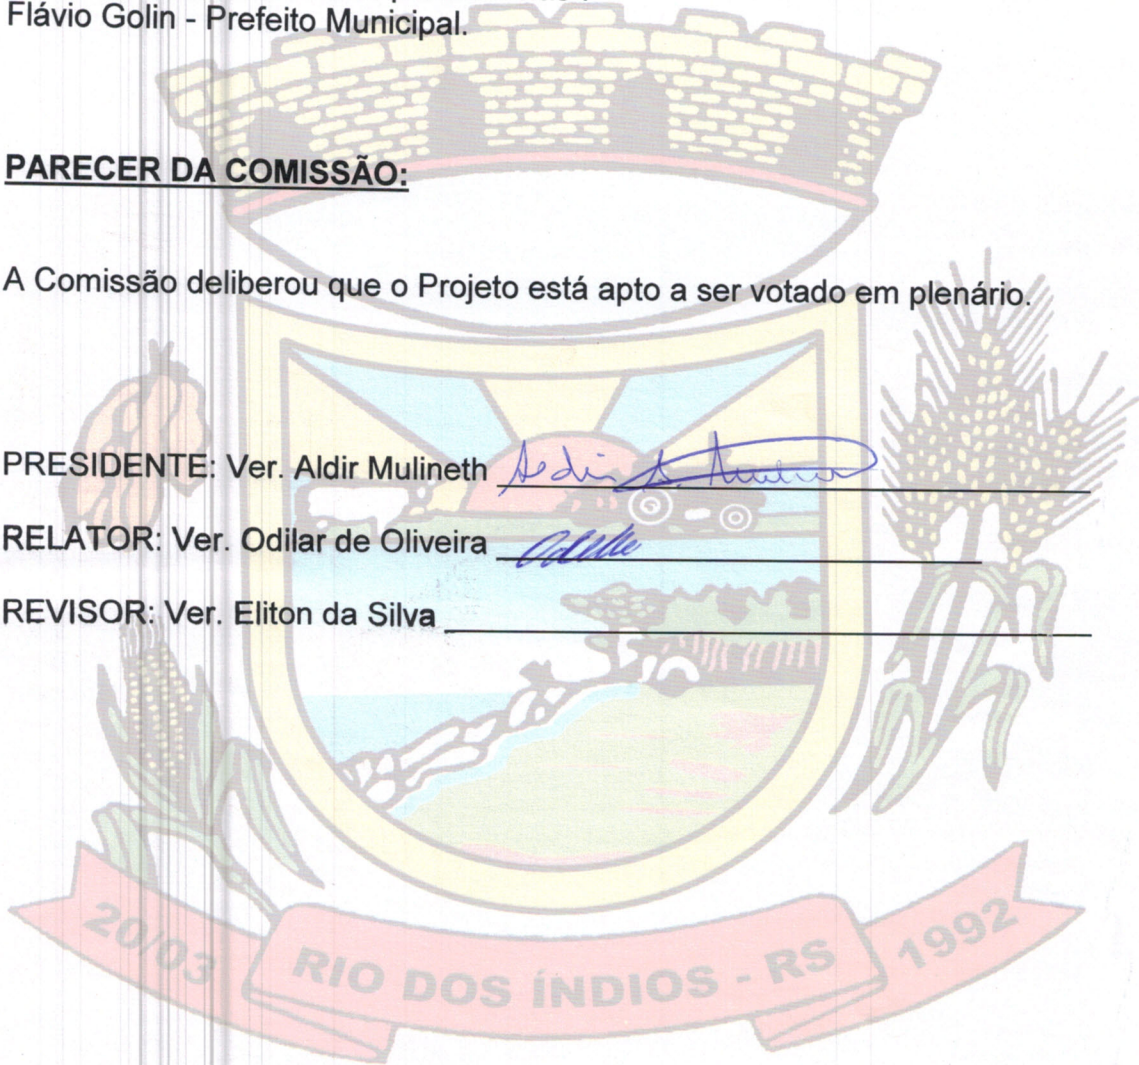 Flávio Golin - Prefeito Municipal.
PARECER DA COMISSÃO:
A Comissão deliberou que o Projeto está apto a ser votado em plenário.
PRESIDENTE: Ver. Aldir Mulineth
RELATOR: Ver. Odilar de Oliveira
REVISOR: Ver. Eliton da Silva
20/03 RIO DOS ÍNDIOS - RS 1992